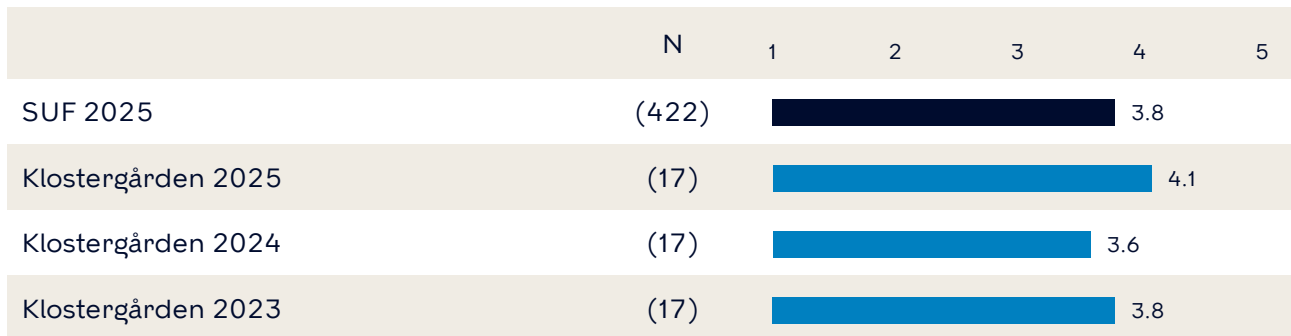 N 1 2 3 4 5
SUF 2025 (422) 3.8
Klostergården 2025 (17) 4.1
Klostergården 2024 (17) 3.6
Klostergården 2023 (17) 3.8